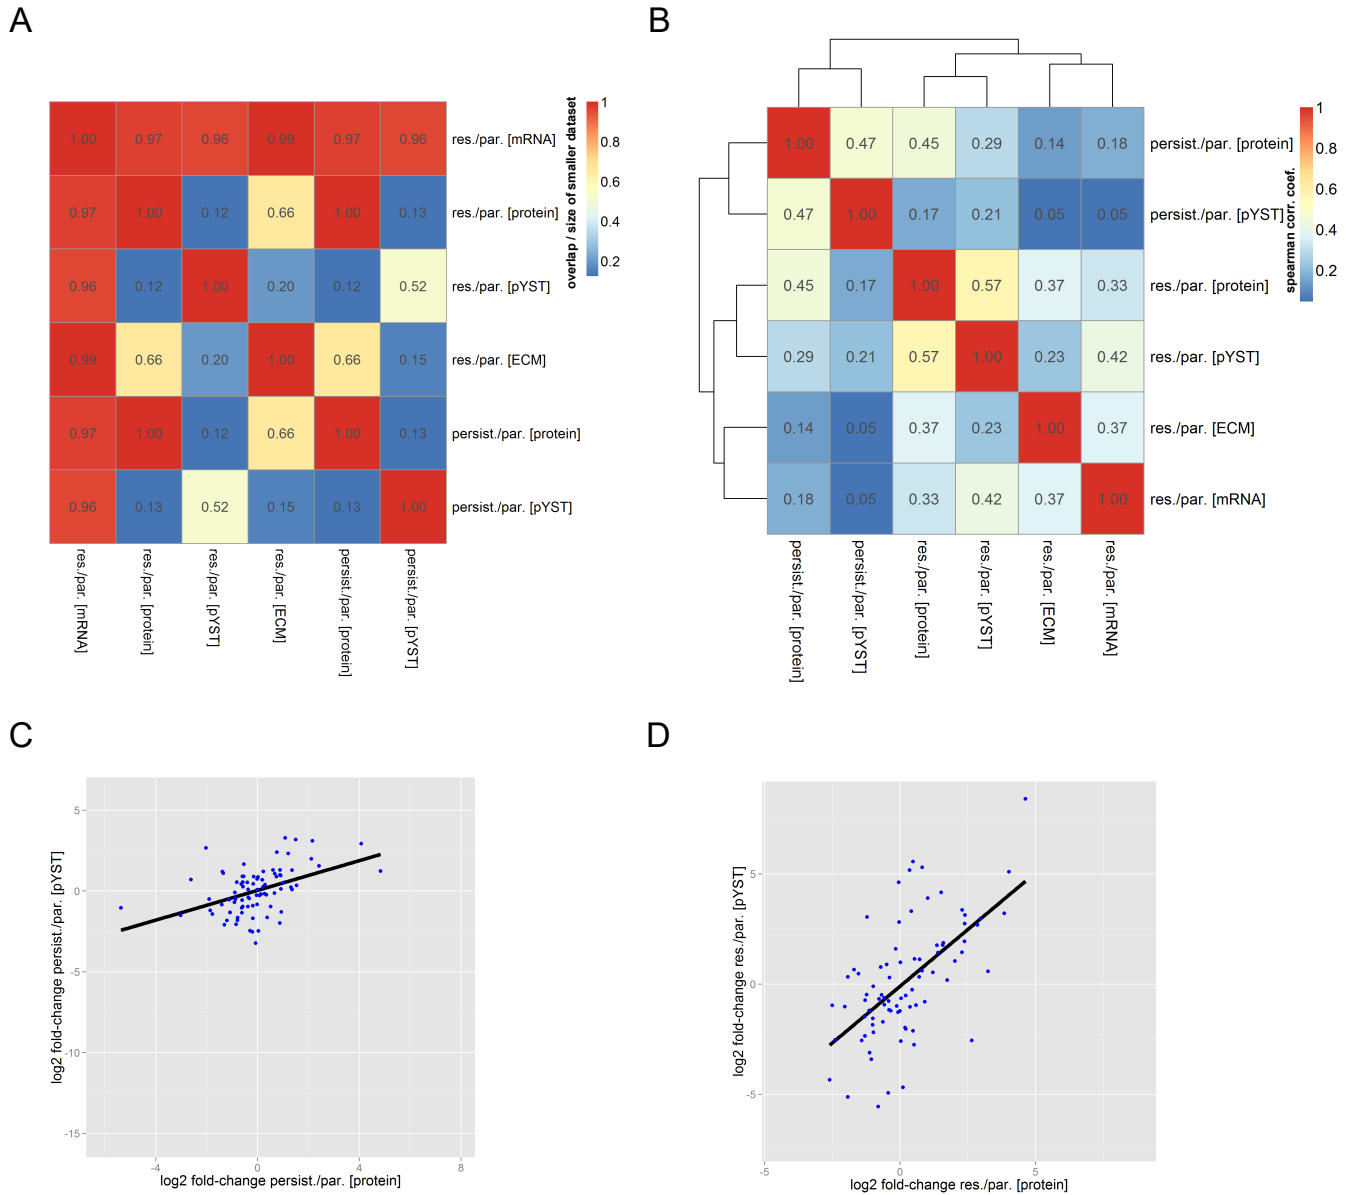 A
1.00 0.97 0.96 0.99 0.97 0.96 res./par. [mRNA]
0.97 1.00 0.12 0.66 1.00 0.13 res./par. [protein]
0.96 0.12 1.00 0.20 0.12 0.52 res./par. [pYST]
0.99 0.66 0.20 1.00 0.66 0.15 res./par. [ECM]
0.97 1.00 0.12 0.66 1.00 0.13 persist./par. [protein]
0.96 0.13 0.52 0.15 0.13 1.00 persist./par. [pYST]
res./par. [mRNA]
res./par. [protein]
res./par. [pYST]
res./par. [ECM]
persist./par. [protein]
persist./par. [pYST]
overlap / size of smaller dataset
1
0.8
0.6
0.4
0.2
B
1.00 0.47 0.45 0.29 0.14 0.18 persist./par. [protein]
0.47 1.00 0.17 0.21 0.05 0.05 persist./par. [pYST]
0.45 0.17 1.00 0.57 0.37 0.33 res./par. [protein]
0.29 0.21 0.57 1.00 0.23 0.42 res./par. [pYST]
0.14 0.05 0.37 0.23 1.00 0.37 res./par. [ECM]
0.18 0.05 0.33 0.42 0.37 1.00 res./par. [mRNA]
persist./par. [protein]
persist./par. [pYST]
res./par. [protein]
res./par. [pYST]
res./par. [ECM]
res./par. [mRNA]
spearman corr. coef.
1
0.8
0.6
0.4
0.2
C
log2 fold-change persist./par. [pYST]
5
0
-5
-10
-15
-4 0 4 8
log2 fold-change persist./par. [protein]
D
log2 fold-change res./par. [pYST]
5
0
-5
-5 0 5
log2 fold-change res./par. [protein]